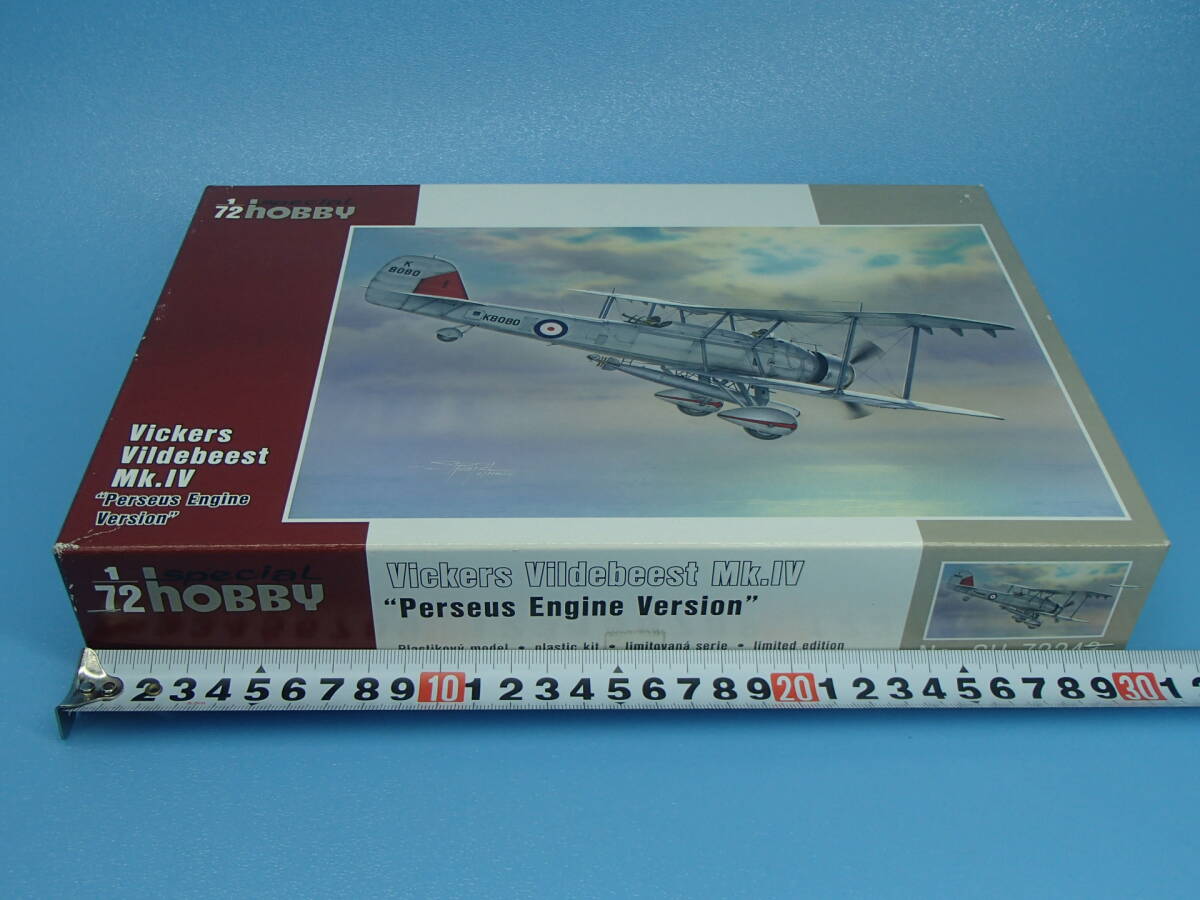 1/72 special hobby
K 8080
K8080
Vickers
Vildebeest
Mk.IV
"Perseus Engine
Version"
1/72 special hobby
Vickers Vildebeest Mk.IV
"Perseus Engine Version"
Plastikový model • plastic kit • limitovaná serie • limited edition
2 3 4 5 6 7 8 9 10 1 2 3 4 5 6 7 8 9 20 1 2 3 4 5 6 7 8 9 30 1